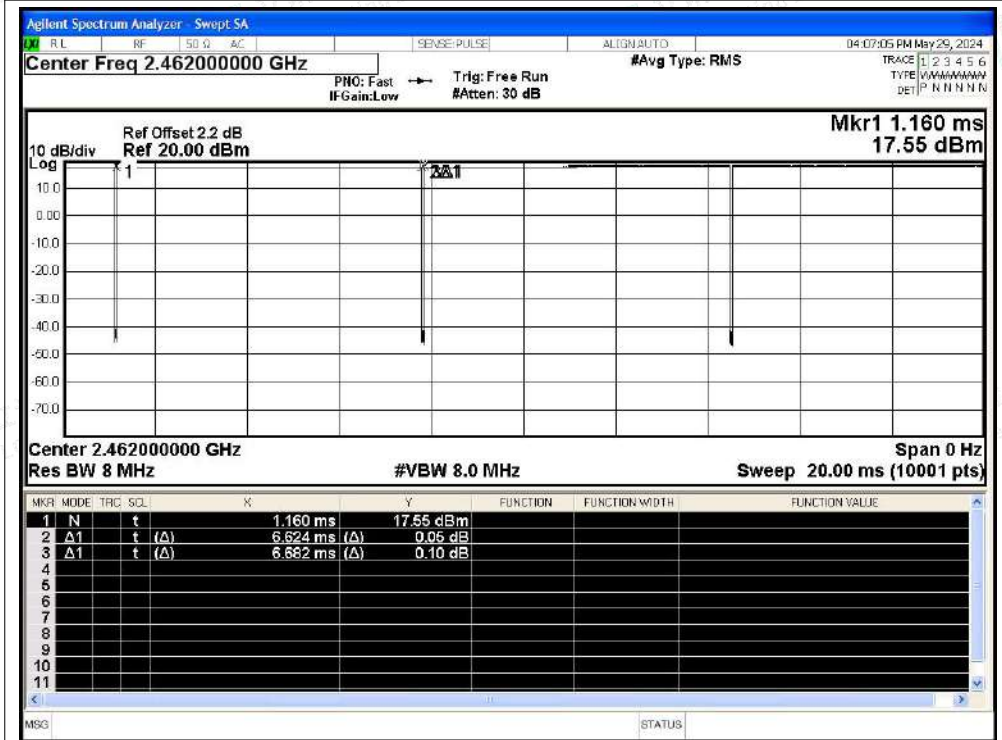 Agilent Spectrum Analyzer - Swept SA
LXI RL RF 50 Ω AC SENSE:PULSE ALIGN AUTO 04:07:05 PM May 29, 2024
Center Freq 2.462000000 GHz #Avg Type: RMS TRACE 1 2 3 4 5 6
PNO: Fast Trig: Free Run TYPE
IFGain:Low #Atten: 30 dB DET P N N N N N
Mkr1 1.160 ms
Ref Offset 2.2 dB
10 dB/div Ref 20.00 dBm 17.55 dBm
Log
1
3Δ1
10.0
0.00
-10.0
-20.0
-30.0
-40.0
-50.0
-60.0
-70.0
Center 2.462000000 GHz Span 0 Hz
Res BW 8 MHz #VBW 8.0 MHz Sweep 20.00 ms (10001 pts)
MKR MODE TRC SCL X Y FUNCTION FUNCTION WIDTH FUNCTION VALUE
1 N t 1.160 ms 17.55 dBm
2 Δ1 t (Δ) 6.624 ms (Δ) 0.05 dB
3 Δ1 t (Δ) 6.682 ms (Δ) 0.10 dB
4
5
6
7
8
9
10
11
MSG STATUS